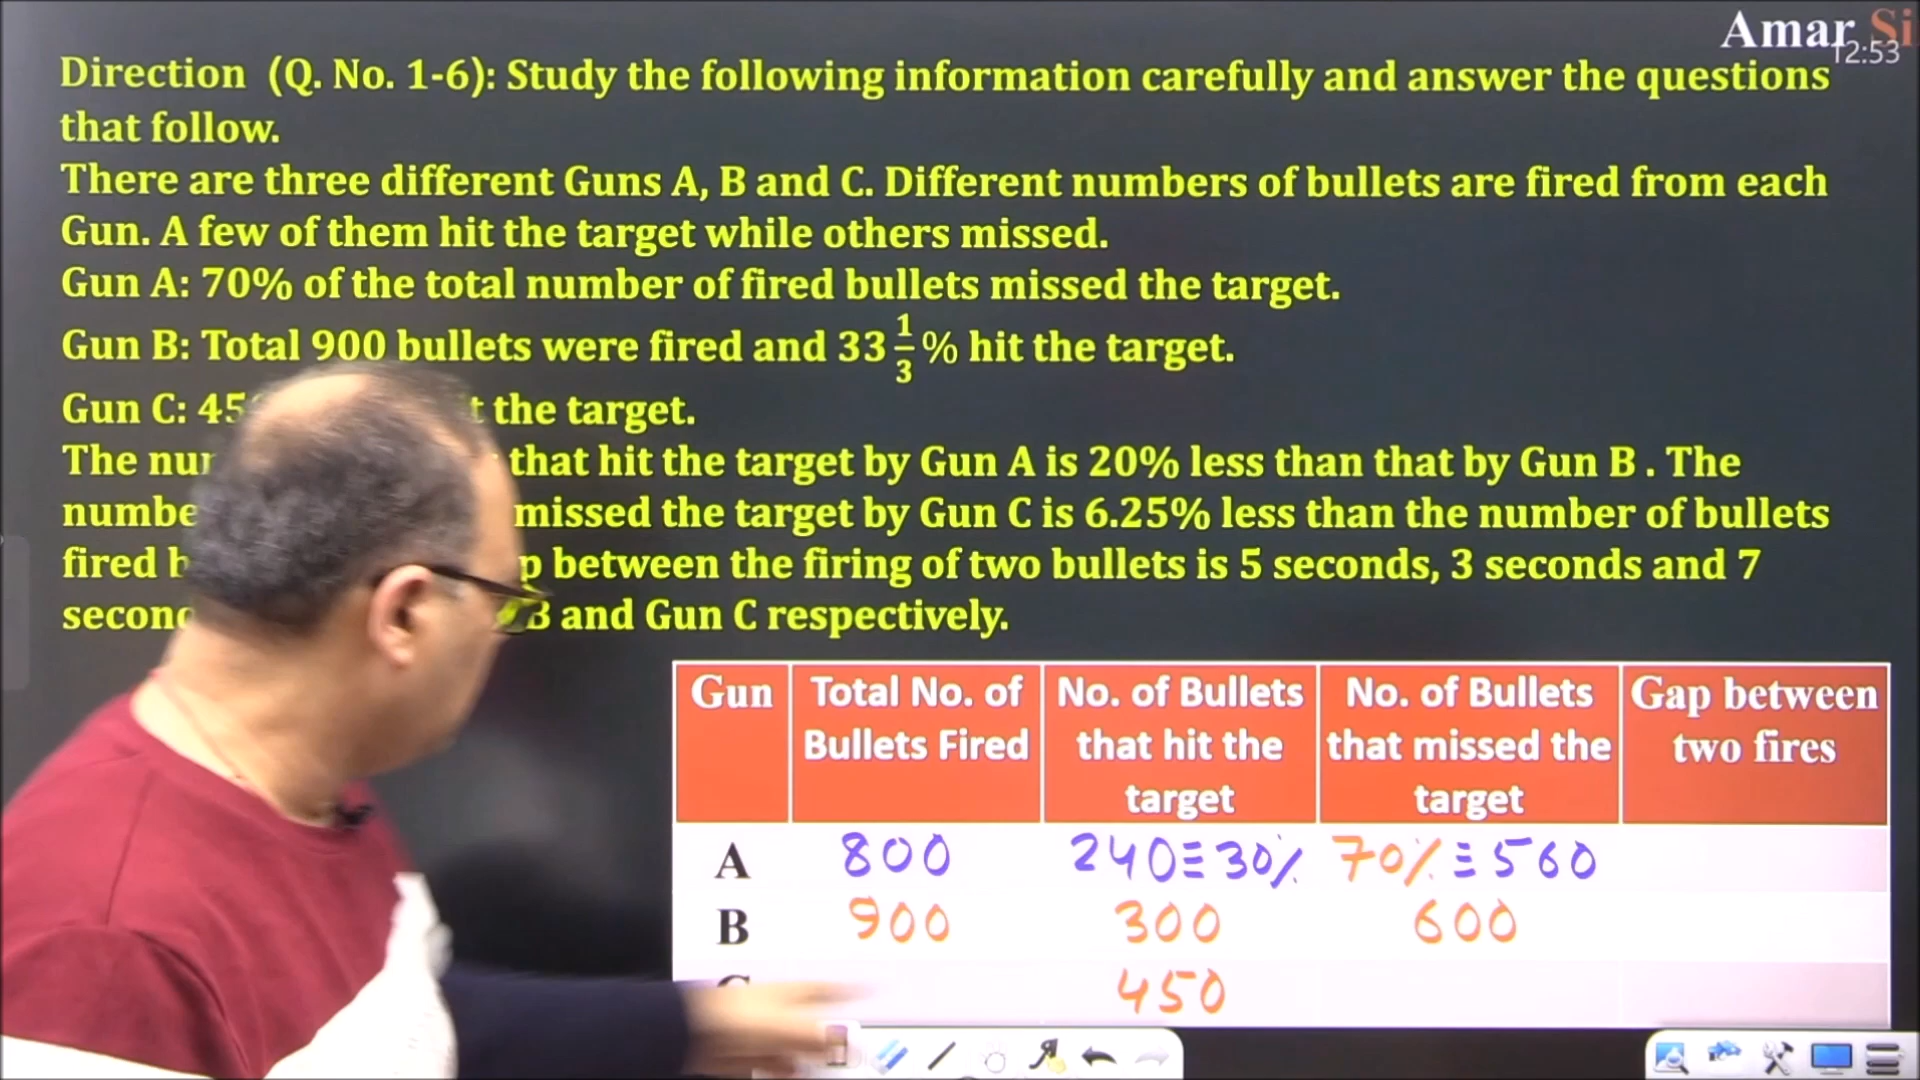 Amar Si
12:53
Direction (Q. No. 1-6): Study the following information carefully and answer the questions
that follow.
There are three different Guns A, B and C. Different numbers of bullets are fired from each
Gun. A few of them hit the target while others missed.
Gun A: 70% of the total number of fired bullets missed the target.
Gun B: Total 900 bullets were fired and 33 1/3 % hit the target.
Gun C: 45 the target.
The that hit the target by Gun A is 20% less than that by Gun B . The
missed the target by Gun C is 6.25% less than the number of bullets
fired between the firing of two bullets is 5 seconds, 3 seconds and 7
B and Gun C respectively.
Gun Total No. of Bullets Fired No. of Bullets that hit the target No. of Bullets that missed the target Gap between two fires
A 800 240≡30% 70%≡560
B 900 300 600
450